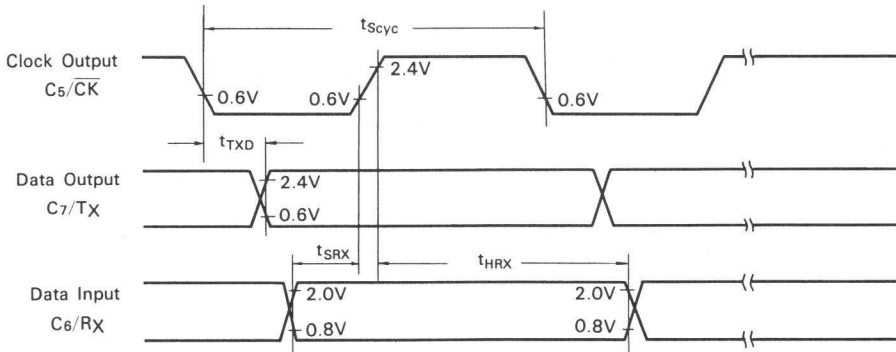 tScyc
Clock Output
C5/CK
2.4V
0.6V
0.6V
0.6V
tTXD
Data Output
C7/TX
2.4V
0.6V
tSRX
tHRX
Data Input
C6/RX
2.0V
2.0V
0.8V
0.8V